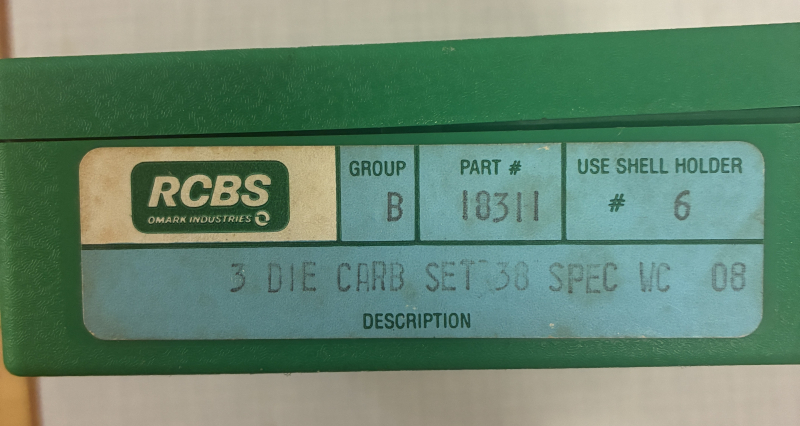 RCBS
OMARK INDUSTRIES
GROUP
B
PART #
18311
USE SHELL HOLDER
# 6
3 DIE CARB SET 38 SPEC WC 08
DESCRIPTION